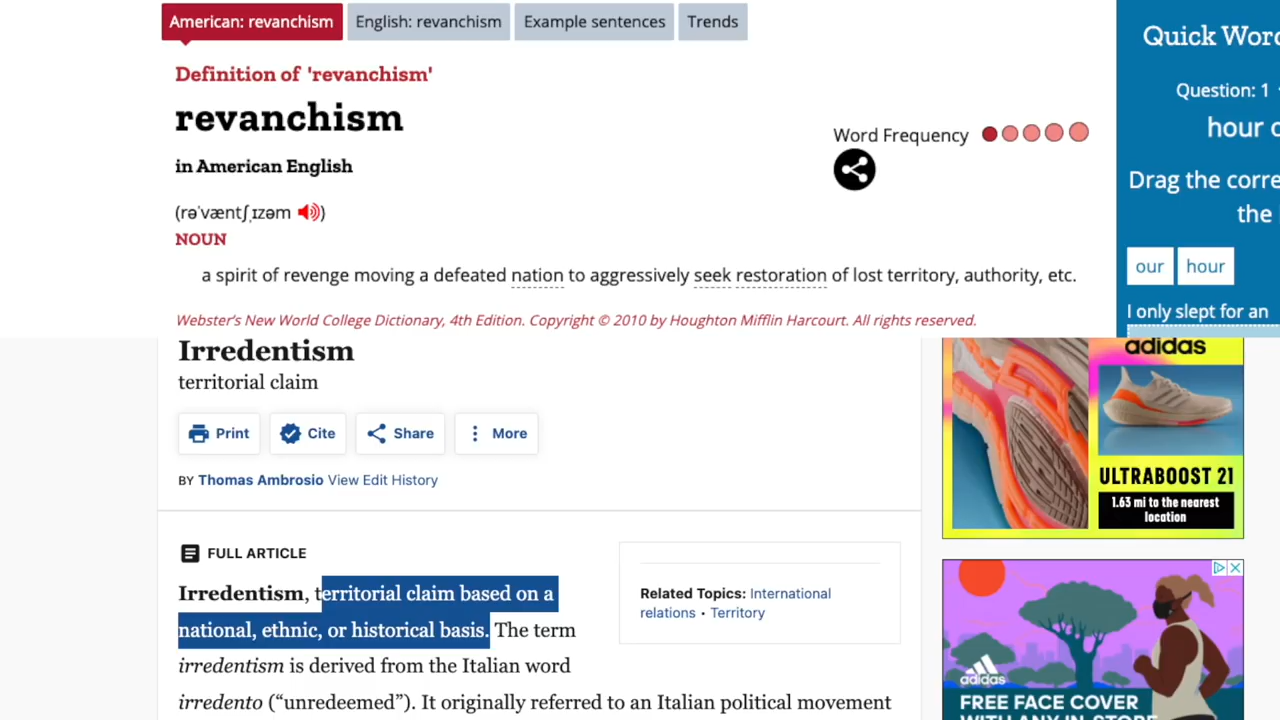 American: revanchism English: revanchism Example sentences Trends
Definition of 'revanchism'
revanchism
Word Frequency
in American English
(rəˈvæntʃˌɪzəm)
NOUN
a spirit of revenge moving a defeated nation to aggressively seek restoration of lost territory, authority, etc.
Webster's New World College Dictionary, 4th Edition. Copyright © 2010 by Houghton Mifflin Harcourt. All rights reserved.
Quick
Question: 1
hour
Drag the
the
our hour
I only slept for an
Irredentism
territorial claim
Print Cite Share More
BY Thomas Ambrosio View Edit History
FULL ARTICLE
Irredentism, territorial claim based on a
national, ethnic, or historical basis. The term
irredentism is derived from the Italian word
irredento (“unredeemed”). It originally referred to an Italian political movement
Related Topics: International
relations • Territory
adidas
ULTRABOOST 21
1.63 mi to the nearest
location
adidas
FREE FACE COVER
WITH ANY IN-STORE